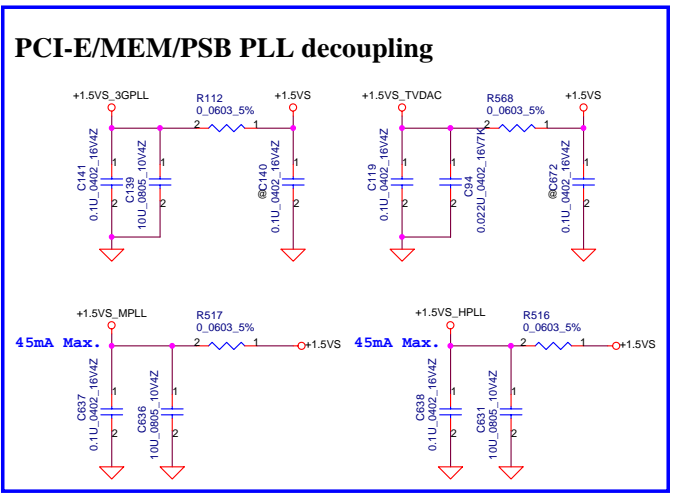 PCI-E/MEM/PSB PLL decoupling
+1.5VS_3GPLL
R112
0_0603_5%
+1.5VS
2
1
C141
0.1U_0402_16V4Z
1
2
C139
10U_0805_10V4Z
1
2
@C140
0.1U_0402_16V4Z
1
2
+1.5VS_TVDAC
R568
0_0603_5%
+1.5VS
2
1
C119
0.1U_0402_16V4Z
1
2
C94
0.022U_0402_16V7K
1
2
@C672
0.1U_0402_16V4Z
1
2
+1.5VS_MPLL
R517
0_0603_5%
45mA Max.
2
1
+1.5VS
C637
0.1U_0402_16V4Z
1
2
C636
10U_0805_10V4Z
1
2
+1.5VS_HPLL
R516
0_0603_5%
45mA Max.
2
1
+1.5VS
C638
0.1U_0402_16V4Z
1
2
C631
10U_0805_10V4Z
1
2